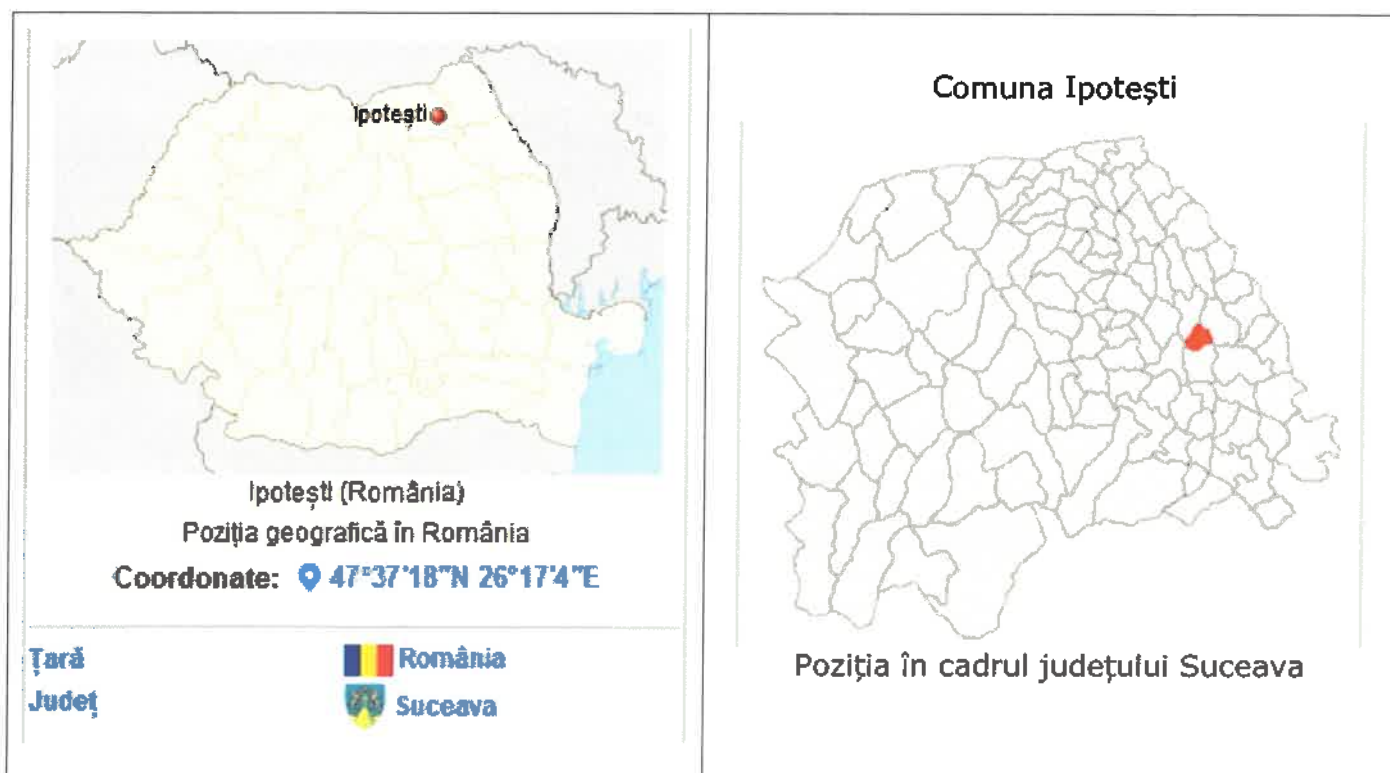 Ipotești
Ipotești (România)
Poziția geografică în România
Coordonate: 47°37′18″N 26°17′4″E
Țară România
Județ Suceava
Comuna Ipotești
Poziția în cadrul județului Suceava